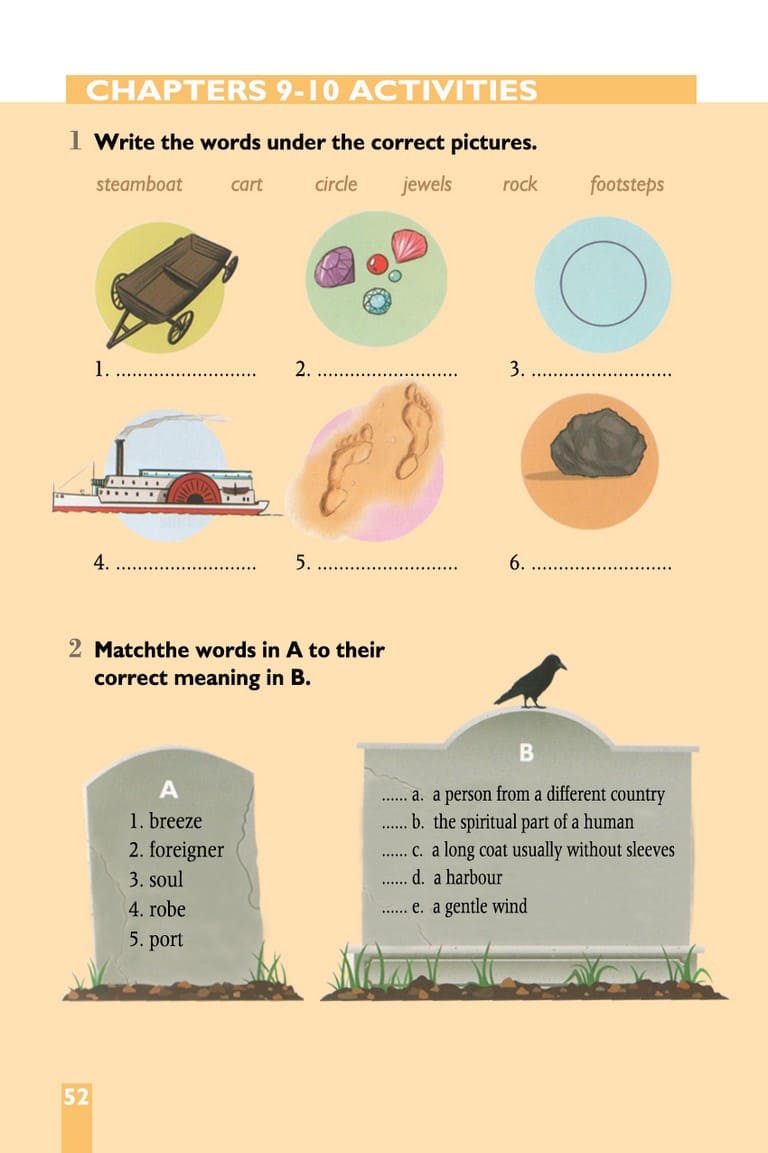 CHAPTERS 9-10 ACTIVITIES
1 Write the words under the correct pictures.
steamboat cart circle jewels rock footsteps
1. .......................... 2. .......................... 3. ..........................
4. .......................... 5. .......................... 6. ..........................
2 Matchthe words in A to their
correct meaning in B.
A
1. breeze
2. foreigner
3. soul
4. robe
5. port
B
...... a. a person from a different country
...... b. the spiritual part of a human
...... c. a long coat usually without sleeves
...... d. a harbour
...... e. a gentle wind
52